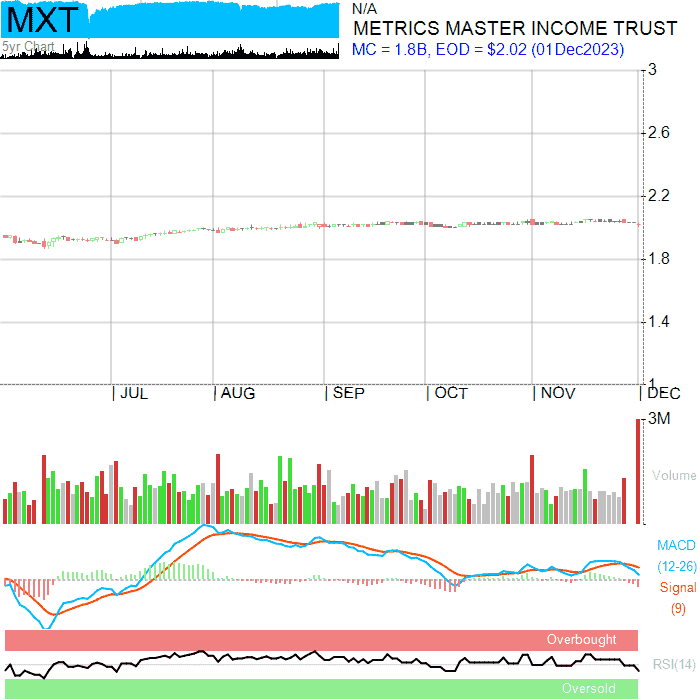 MXT
5yr Chart
N/A
METRICS MASTER INCOME TRUST
MC = 1.8B, EOD = $2.02 (01Dec2023)
3
2.6
2.2
1.8
1.4
1
JUL
AUG
SEP
OCT
NOV
DEC
3M
Volume
MACD
(12-26)
Signal
(9)
Overbought
RSI(14)
Oversold